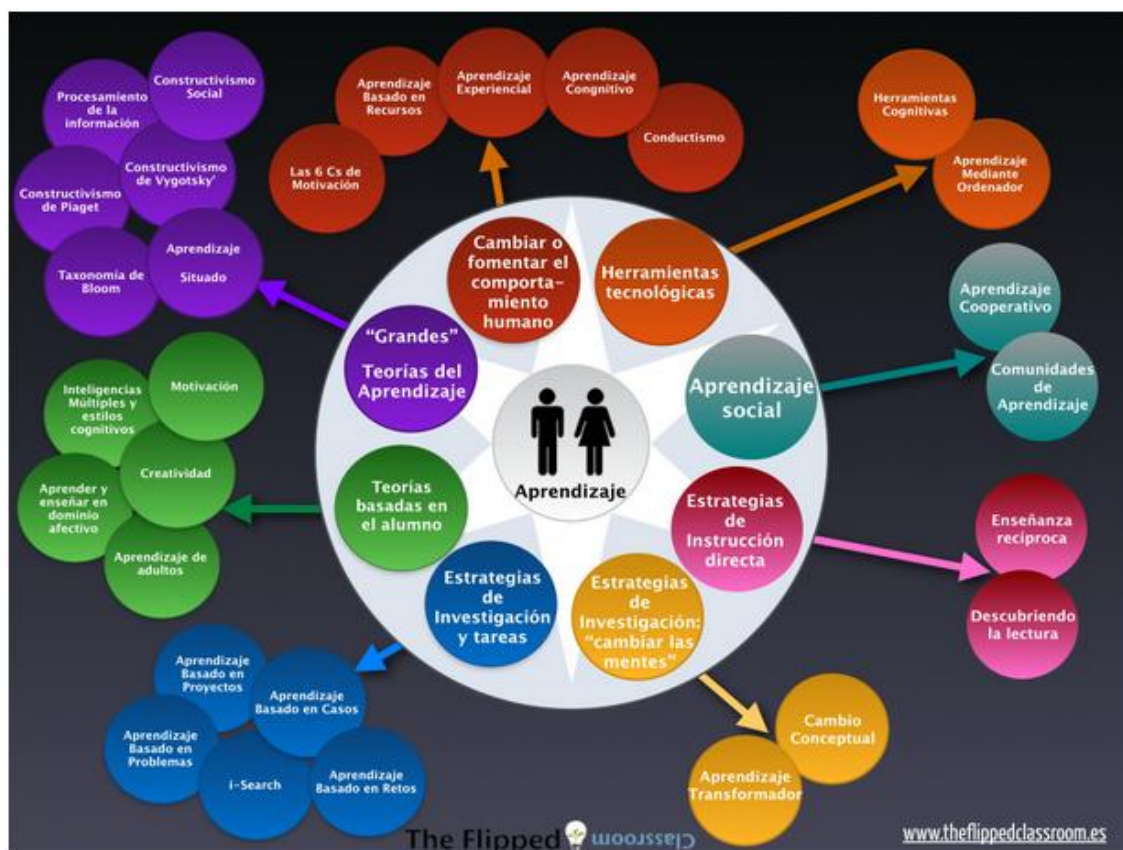 Constructivismo
Social
Procesamiento
de la
información
Constructivismo
de Vygotsky'
Constructivismo
de Piaget
Aprendizaje
Situado
Taxonomía de
Bloom
Aprendizaje
Basado en
Recursos
Aprendizaje
Experiencial
Aprendizaje
Congnitivo
Conductismo
Las 6 Cs de
Motivación
Herramientas
Cognitivas
Aprendizaje
Mediante
Ordenador
Cambiar o
fomentar el
comporta-
miento
humano
Herramientas
tecnológicas
"Grandes"
Teorías del
Aprendizaje
Aprendizaje
social
Aprendizaje
Cooperativo
Comunidades
de
Aprendizaje
Motivación
Inteligencias
Múltiples y
estilos
cognitivos
Creatividad
Aprender y
enseñar en
dominio
afectivo
Aprendizaje de
adultos
Teorías
basadas en
el alumno
Aprendizaje
Estrategias
de
Instrucción
directa
Enseñanza
recíproca
Descubriendo
la lectura
Estrategias
de
Investigación
y tareas
Estrategias
de
Investigación:
"cambiar las
mentes"
Aprendizaje
Basado en
Proyectos
Aprendizaje
Basado en Casos
Aprendizaje
Basado en
Problemas
i-Search
Aprendizaje
Basado en Retos
Cambio
Conceptual
Aprendizaje
Transformador
The Flipped Classroom
www.theflippedclassroom.es